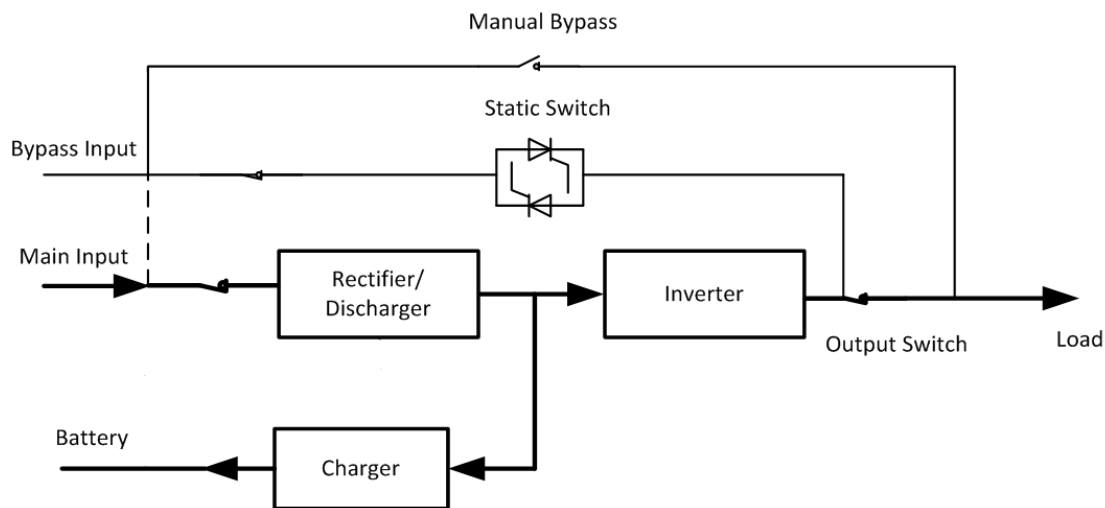 Manual Bypass
Static Switch
Bypass Input
Main Input
Rectifier/
Discharger
Inverter
Output Switch
Load
Battery
Charger